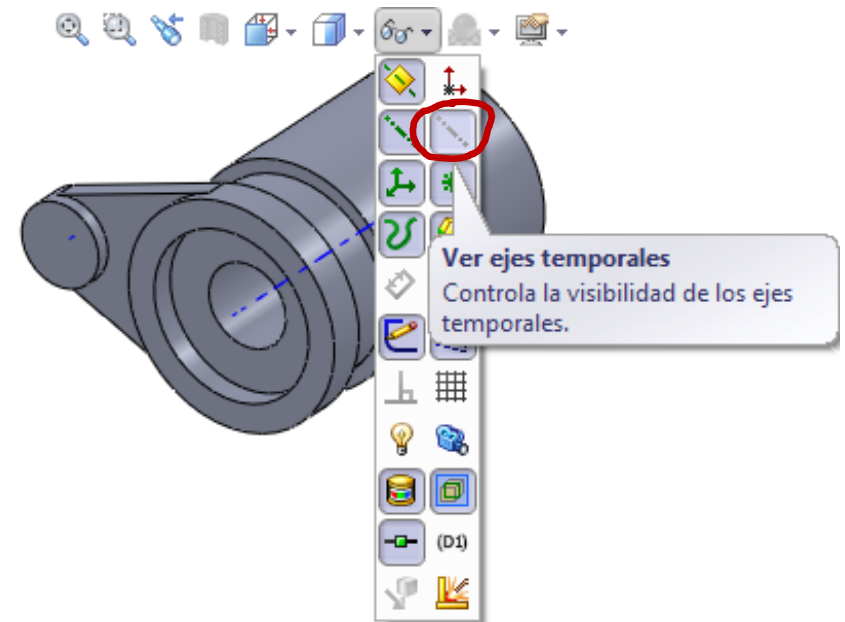 Ver ejes temporales
Controla la visibilidad de los ejes
temporales.
(D1)